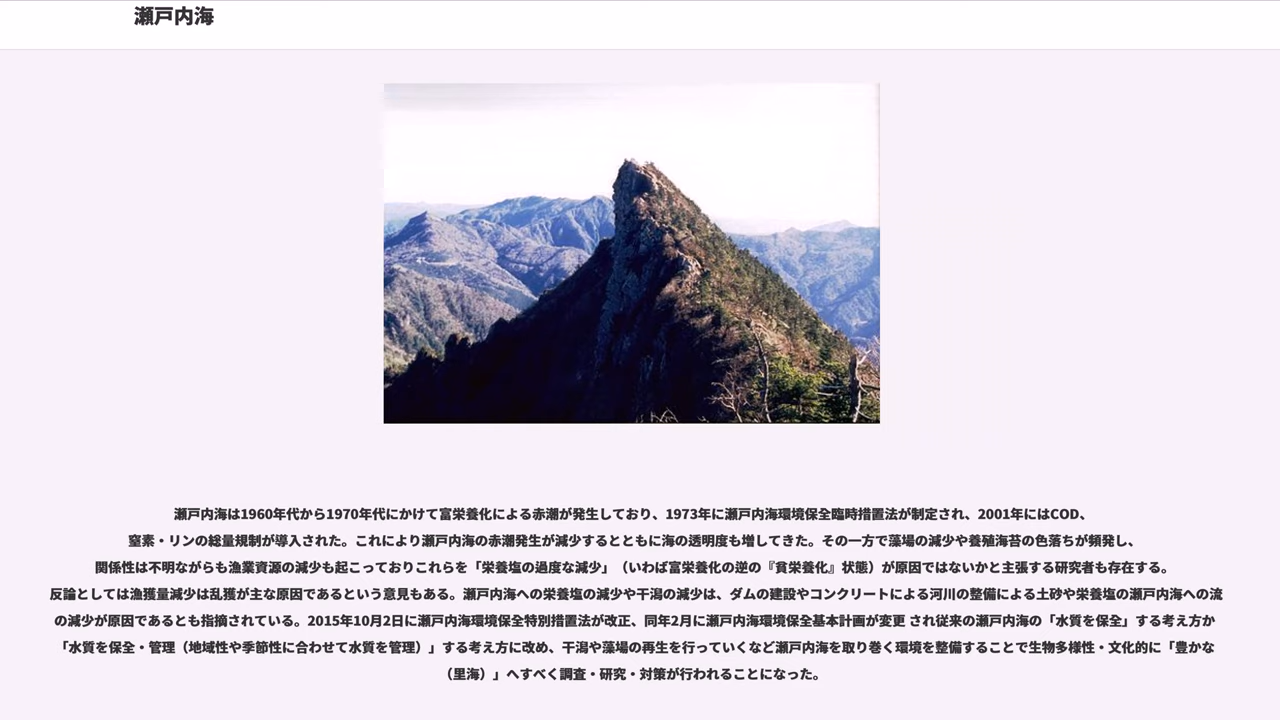 瀬戸内海
瀬戸内海は1960年代から1970年代にかけて富栄養化による赤潮が発生しており、1973年に瀬戸内海環境保全臨時措置法が制定され、2001年にはCOD、
窒素・リンの総量規制が導入された。これにより瀬戸内海の赤潮発生が減少するとともに海の透明度も増してきた。その一方で藻場の減少や養殖海苔の色落ちが頻発し、
関係性は不明ながらも漁業資源の減少も起こっておりこれらを「栄養塩の過度な減少」（いわば富栄養化の逆の『貧栄養化』状態）が原因ではないかと主張する研究者も存在する。
反論としては漁獲量減少は乱獲が主な原因であるという意見もある。瀬戸内海への栄養塩の減少や干潟の減少は、ダムの建設やコンクリートによる河川の整備による土砂や栄養塩の瀬戸内海への流
の減少が原因であるとも指摘されている。2015年10月2日に瀬戸内海環境保全特別措置法が改正、同年2月に瀬戸内海環境保全基本計画が変更 され従来の瀬戸内海の「水質を保全」する考え方か
「水質を保全・管理（地域性や季節性に合わせて水質を管理）」する考え方に改め、干潟や藻場の再生を行っていくなど瀬戸内海を取り巻く環境を整備することで生物多様性・文化的に「豊かな
（里海）」へすべく調査・研究・対策が行われることになった。